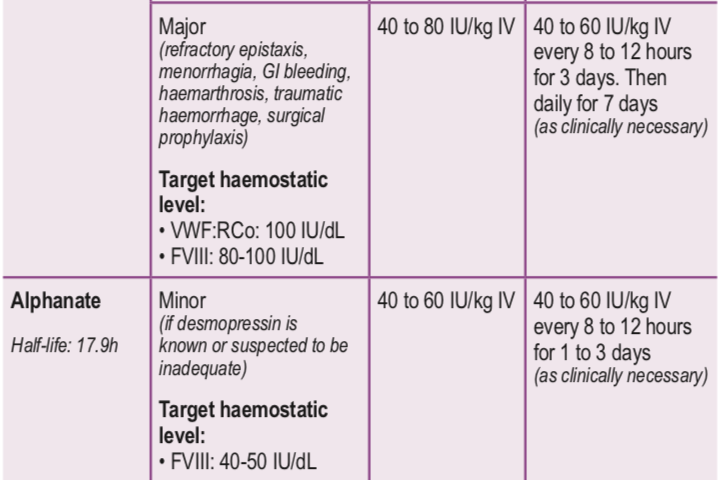 Major
(refractory epistaxis,
menorrhagia, GI bleeding,
haemarthrosis, traumatic
haemorrhage, surgical
prophylaxis)
Target haemostatic
level:
• VWF:RCo: 100 IU/dL
• FVIII: 80-100 IU/dL
40 to 80 IU/kg IV
40 to 60 IU/kg IV
every 8 to 12 hours
for 3 days. Then
daily for 7 days
(as clinically necessary)
Alphanate
Half-life: 17.9h
Minor
(if desmopressin is
known or suspected to be
inadequate)
Target haemostatic
level:
• FVIII: 40-50 IU/dL
40 to 60 IU/kg IV
40 to 60 IU/kg IV
every 8 to 12 hours
for 1 to 3 days
(as clinically necessary)